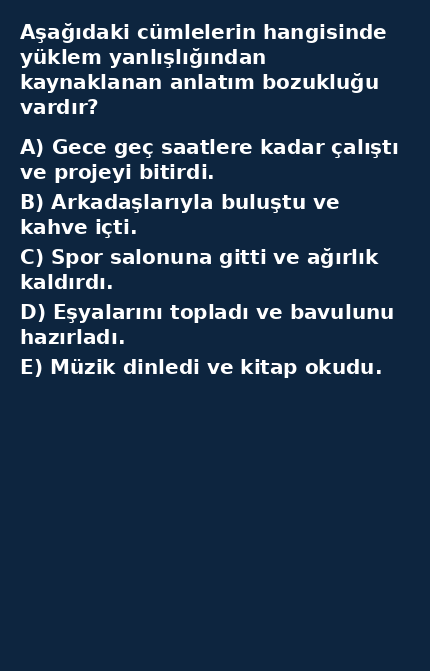 Aşağıdaki cümlelerin hangisinde
yüklem yanlışlığından
kaynaklanan anlatım bozukluğu
vardır?
A) Gece geç saatlere kadar çalıştı
ve projeyi bitirdi.
B) Arkadaşlarıyla buluştu ve
kahve içti.
C) Spor salonuna gitti ve ağırlık
kaldırdı.
D) Eşyalarını topladı ve bavulunu
hazırladı.
E) Müzik dinledi ve kitap okudu.